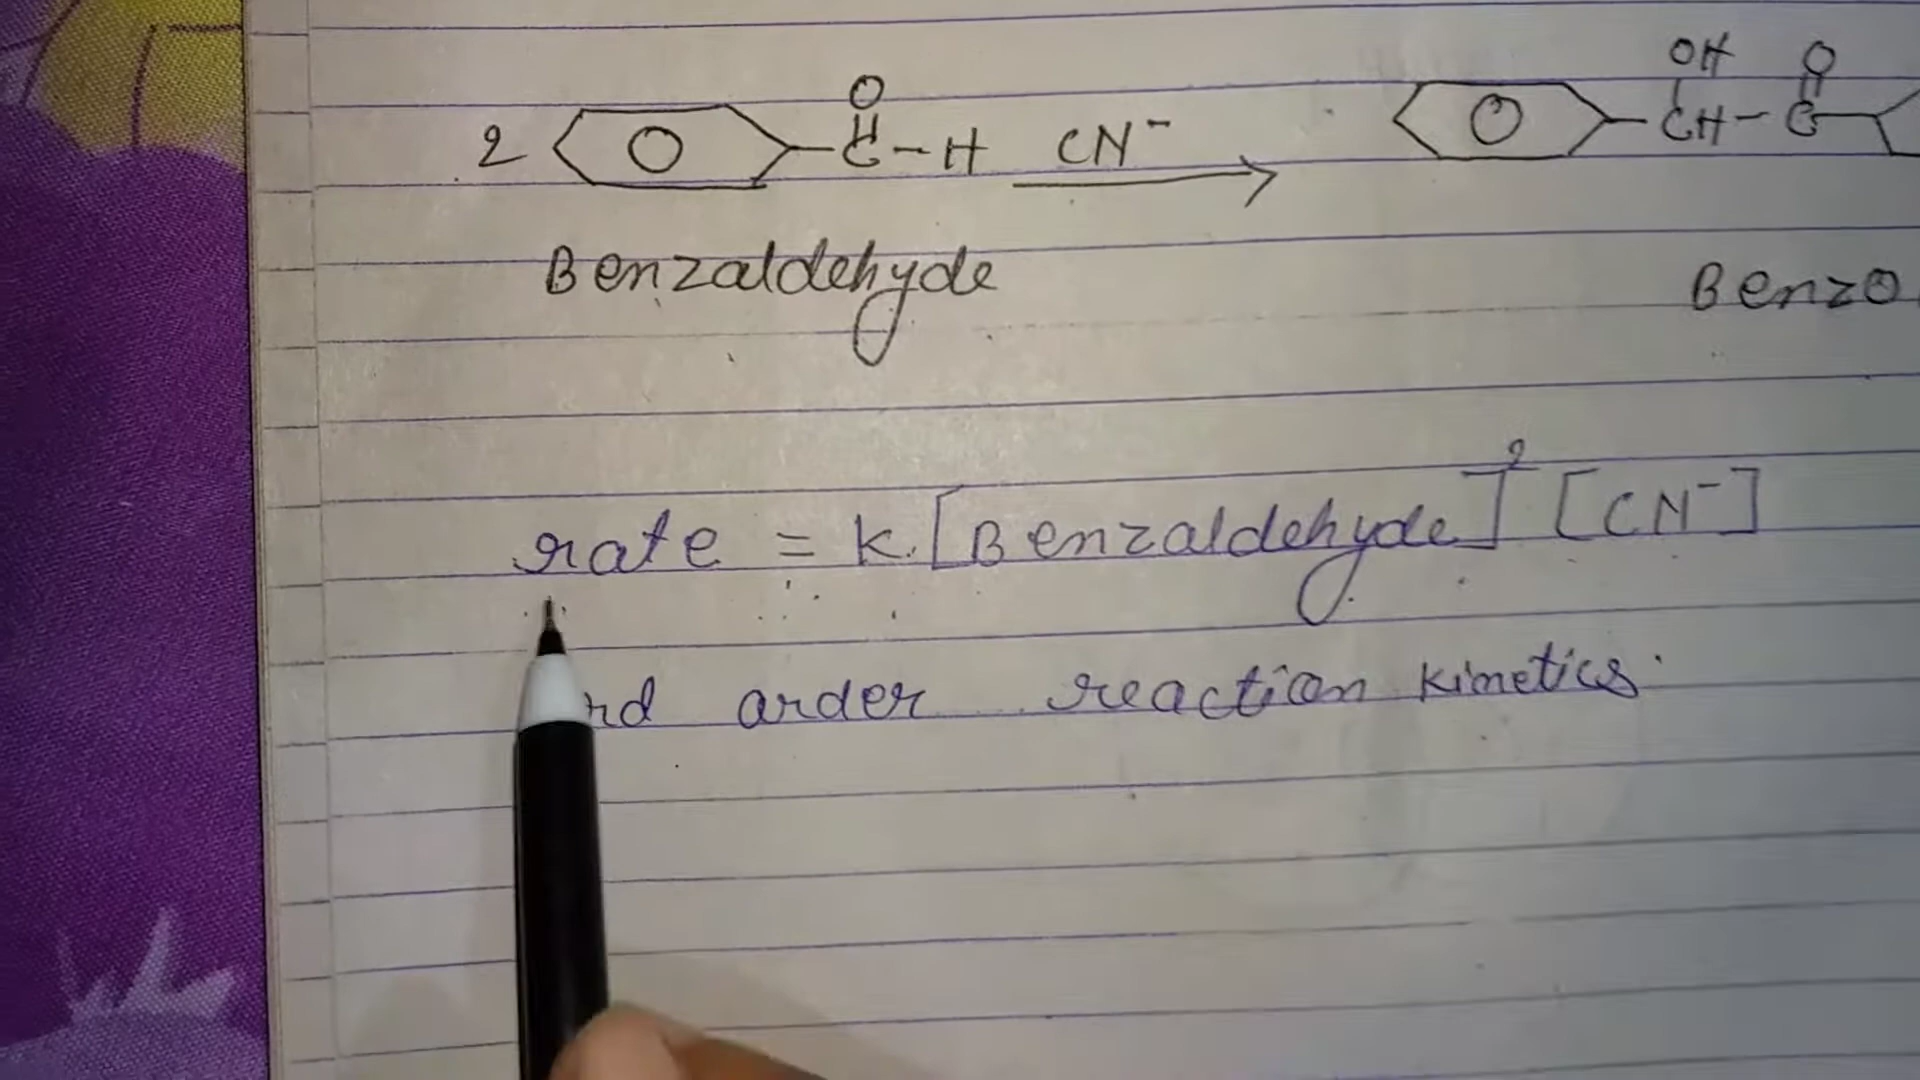 OH O
O
2 C-H CN⁻ CH-C
Benzaldehyde Benzo
rate = k.[Benzaldehyde]² [CN⁻]
rd order reaction kinetics.